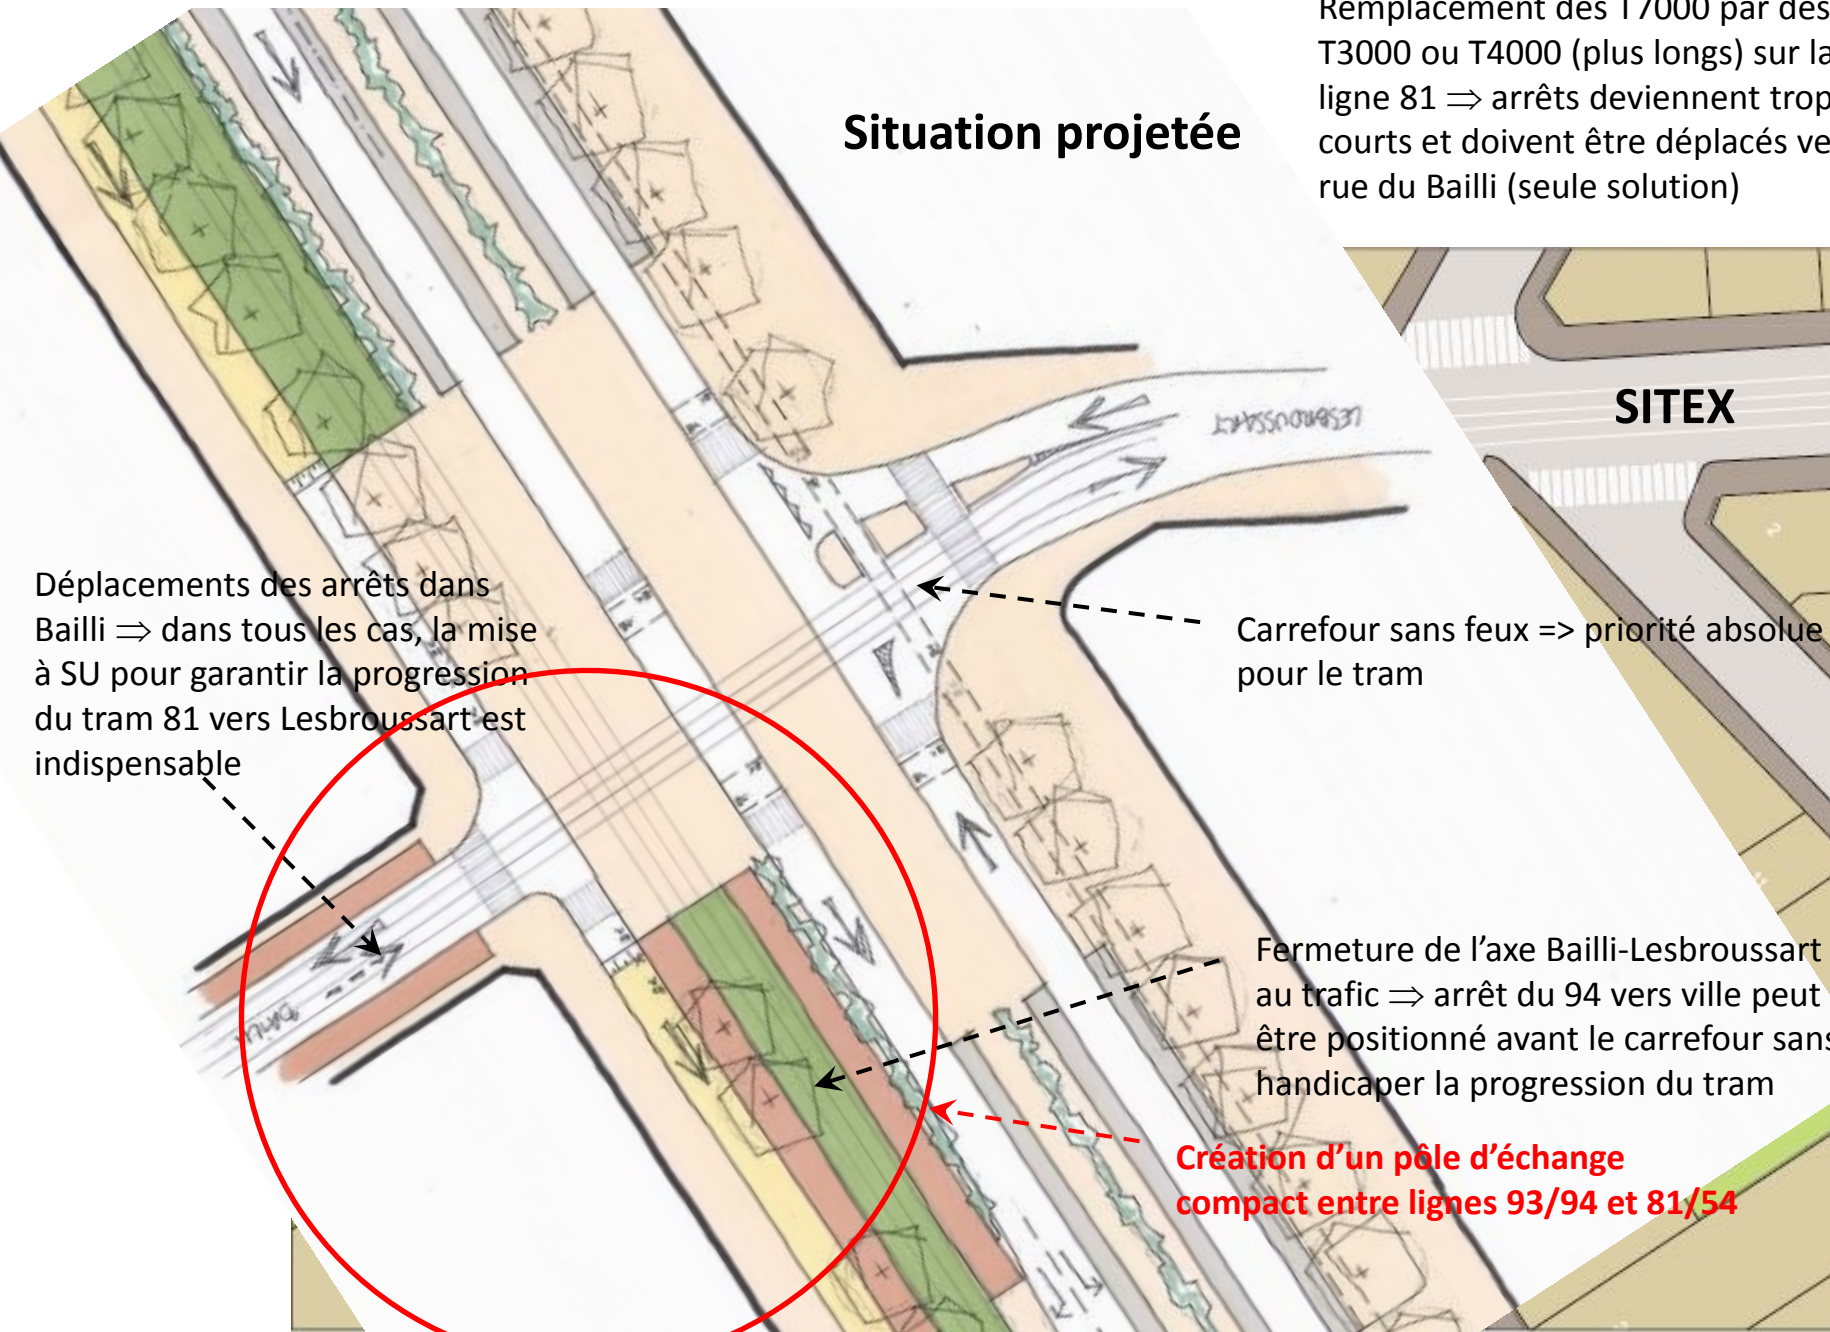 Remplacement des T7000 par des
T3000 ou T4000 (plus longs) sur la
ligne 81 ⇒ arrêts deviennent trop
courts et doivent être déplacés
rue du Bailli (seule solution)
Situation projetée
SITEX
LESBROUSSART
Déplacements des arrêts dans
Bailli ⇒ dans tous les cas, la mise
à SU pour garantir la progression
du tram 81 vers Lesbroussart est
indispensable
Carrefour sans feux => priorité absolue
pour le tram
BAILLI
Fermeture de l’axe Bailli-Lesbroussart
au trafic ⇒ arrêt du 94 vers ville peut
être positionné avant le carrefour sans
handicaper la progression du tram
Création d’un pôle d’échange
compact entre lignes 93/94 et 81/54